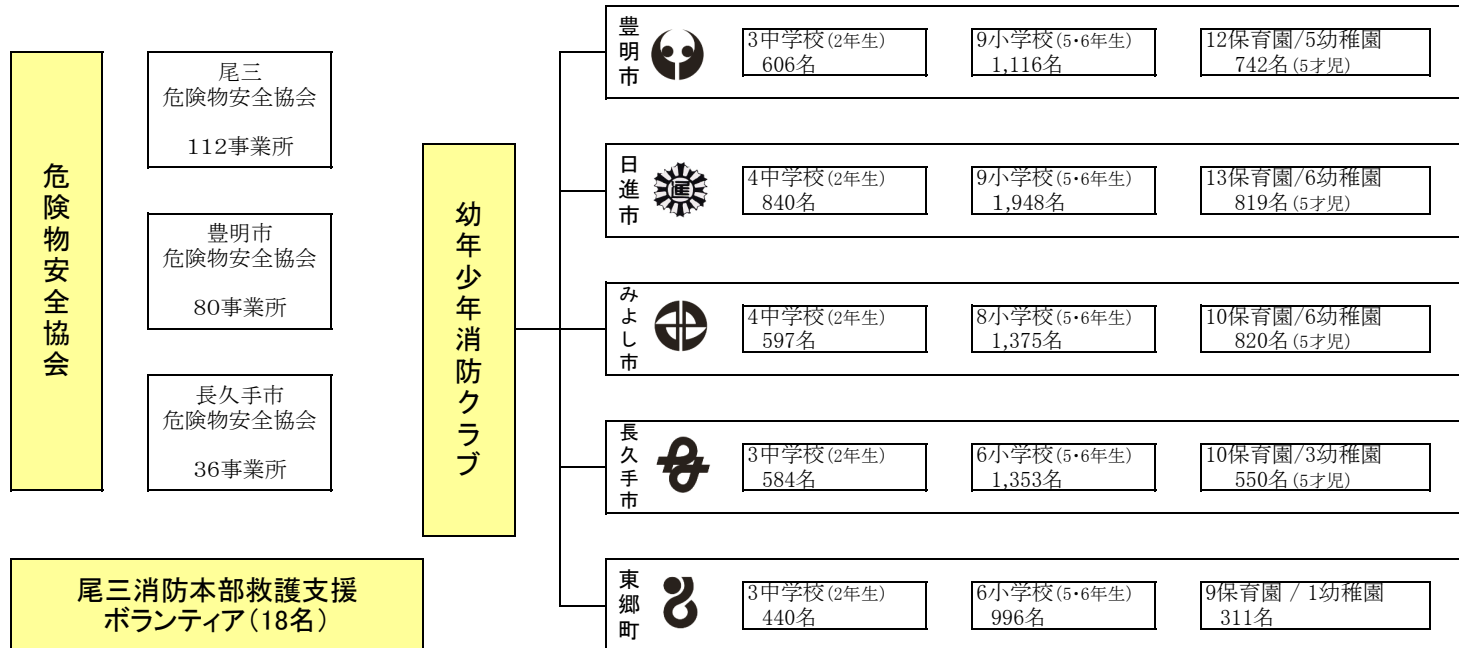 危険物安全協会
尾三
危険物安全協会
112事業所
豊明市
危険物安全協会
80事業所
長久手市
危険物安全協会
36事業所
尾三消防本部救護支援
ボランティア(18名)
幼年少年消防クラブ
豊明市
3中学校(2年生)
606名
9小学校(5・6年生)
1,116名
12保育園/5幼稚園
742名(5才児)
日進市
4中学校(2年生)
840名
9小学校(5・6年生)
1,948名
13保育園/6幼稚園
819名(5才児)
みよし市
4中学校(2年生)
597名
8小学校(5・6年生)
1,375名
10保育園/6幼稚園
820名(5才児)
長久手市
3中学校(2年生)
584名
6小学校(5・6年生)
1,353名
10保育園/3幼稚園
550名(5才児)
東郷町
3中学校(2年生)
440名
6小学校(5・6年生)
996名
9保育園 / 1幼稚園
311名